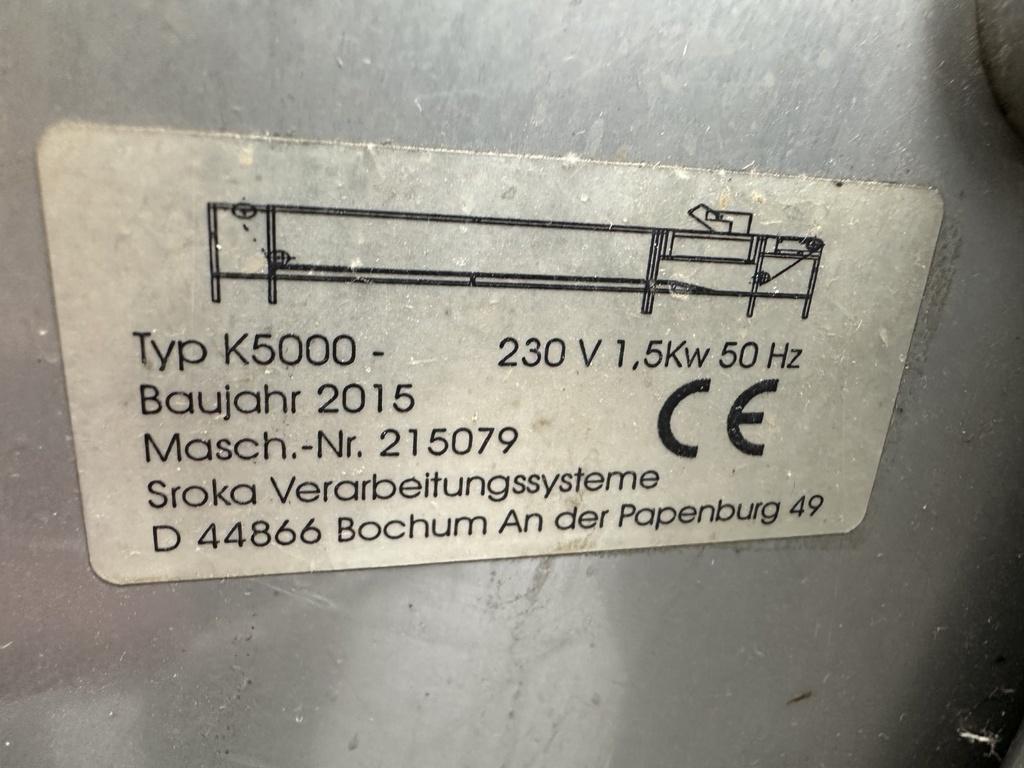 Typ K5000 - 230 V 1,5Kw 50 Hz
Baujahr 2015
CE
Masch.-Nr. 215079
Sroka Verarbeitungssysteme
D 44866 Bochum An der Papenburg 49